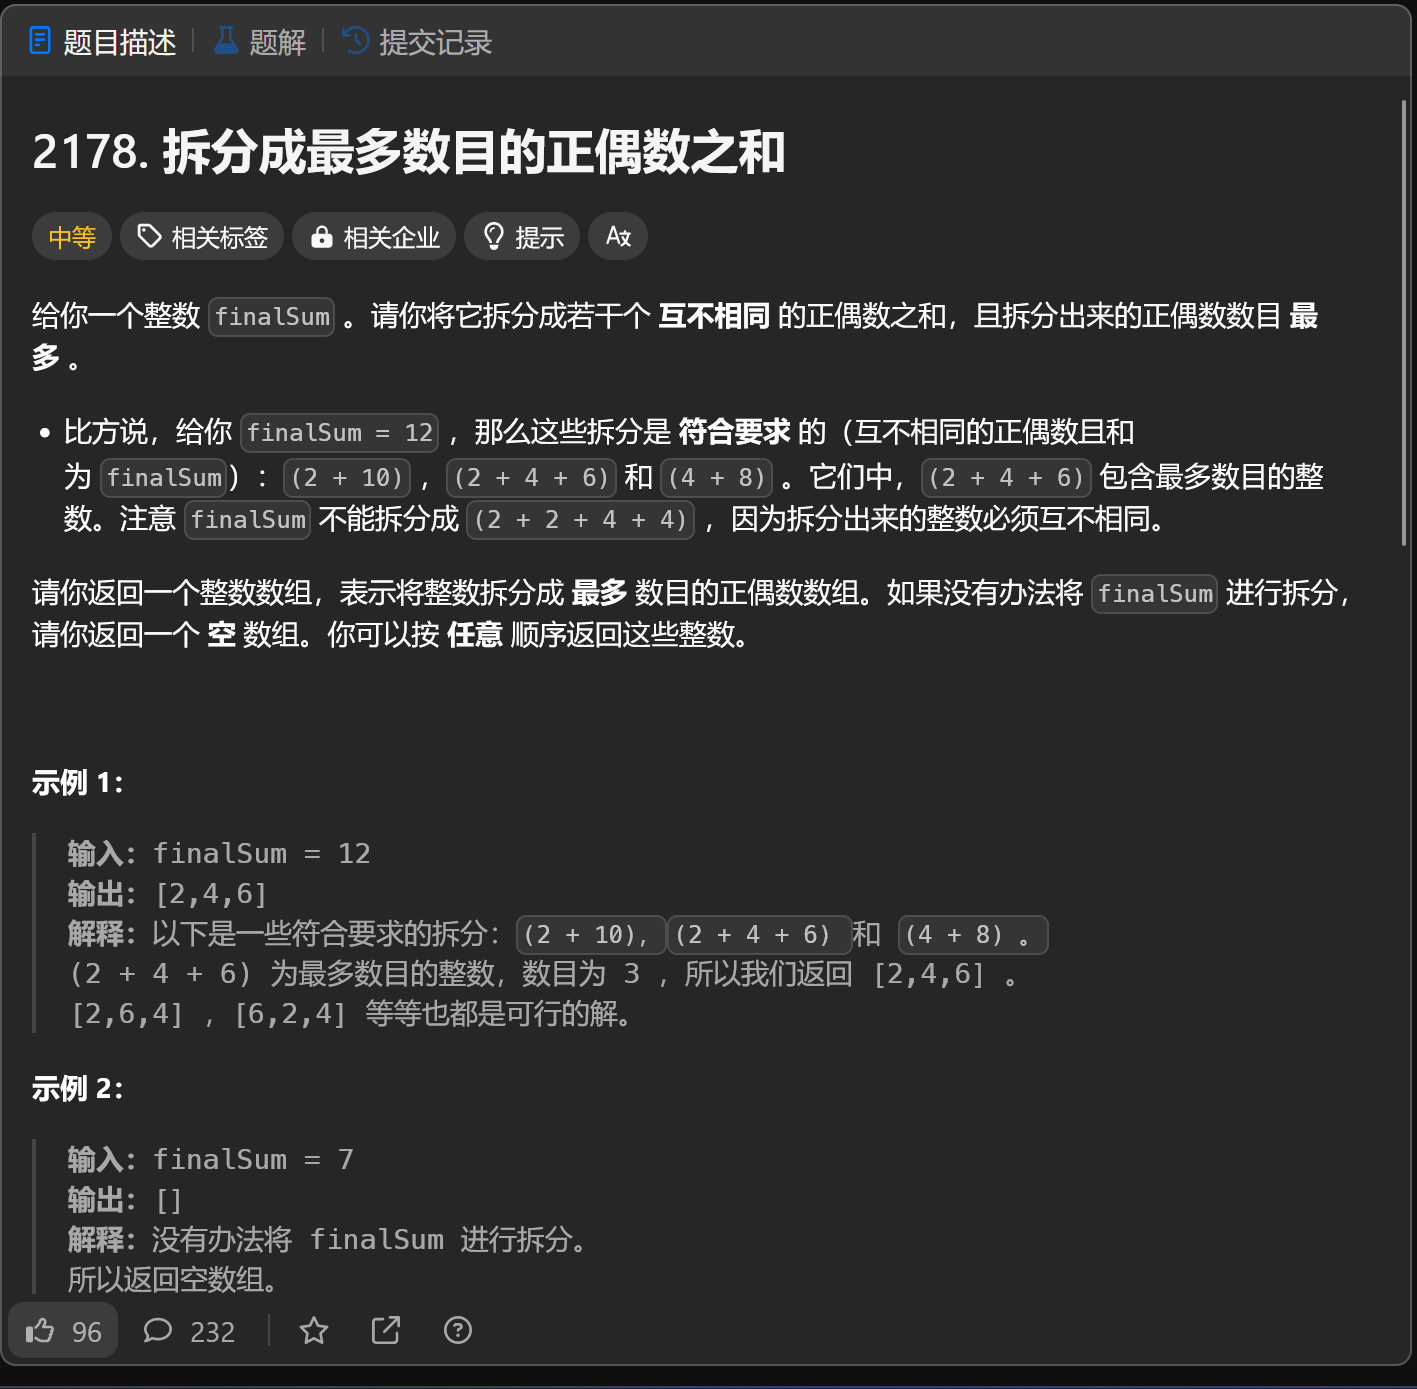 题目描述 题解 提交记录
2178. 拆分成最多数目的正偶数之和
中等 相关标签 相关企业 提示
给你一个整数 finalSum 。请你将它拆分成若干个 互不相同 的正偶数之和，且拆分出来的正偶数数目 最
多 。
• 比方说，给你 finalSum = 12 ，那么这些拆分是 符合要求 的（互不相同的正偶数且和
为 finalSum）：(2 + 10) ，(2 + 4 + 6) 和 (4 + 8) 。它们中，(2 + 4 + 6) 包含最多数目的整
数。注意 finalSum 不能拆分成 (2 + 2 + 4 + 4) ，因为拆分出来的整数必须互不相同。
请你返回一个整数数组，表示将整数拆分成 最多 数目的正偶数数组。如果没有办法将 finalSum 进行拆分，
请你返回一个 空 数组。你可以按 任意 顺序返回这些整数。
示例 1：
输入：finalSum = 12
输出：[2,4,6]
解释：以下是一些符合要求的拆分：(2 + 10)，(2 + 4 + 6) 和 (4 + 8) 。
(2 + 4 + 6) 为最多数目的整数，数目为 3 ，所以我们返回 [2,4,6] 。
[2,6,4] ，[6,2,4] 等等也都是可行的解。
示例 2：
输入：finalSum = 7
输出：[]
解释：没有办法将 finalSum 进行拆分。
所以返回空数组。
96 232